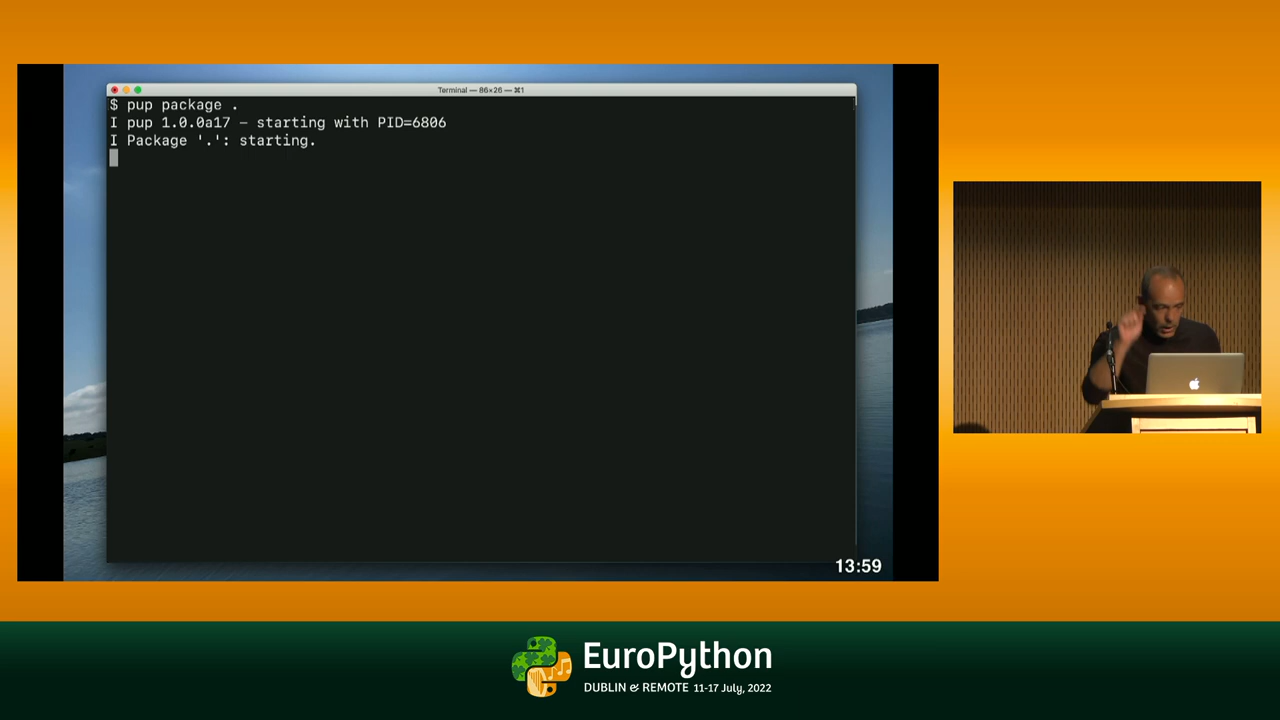 Terminal — 86×26 — ⌘1
$ pup package .
I pup 1.0.0a17 – starting with PID=6806
I Package '.': starting.
13:59
EuroPython
DUBLIN & REMOTE 11-17 July, 2022